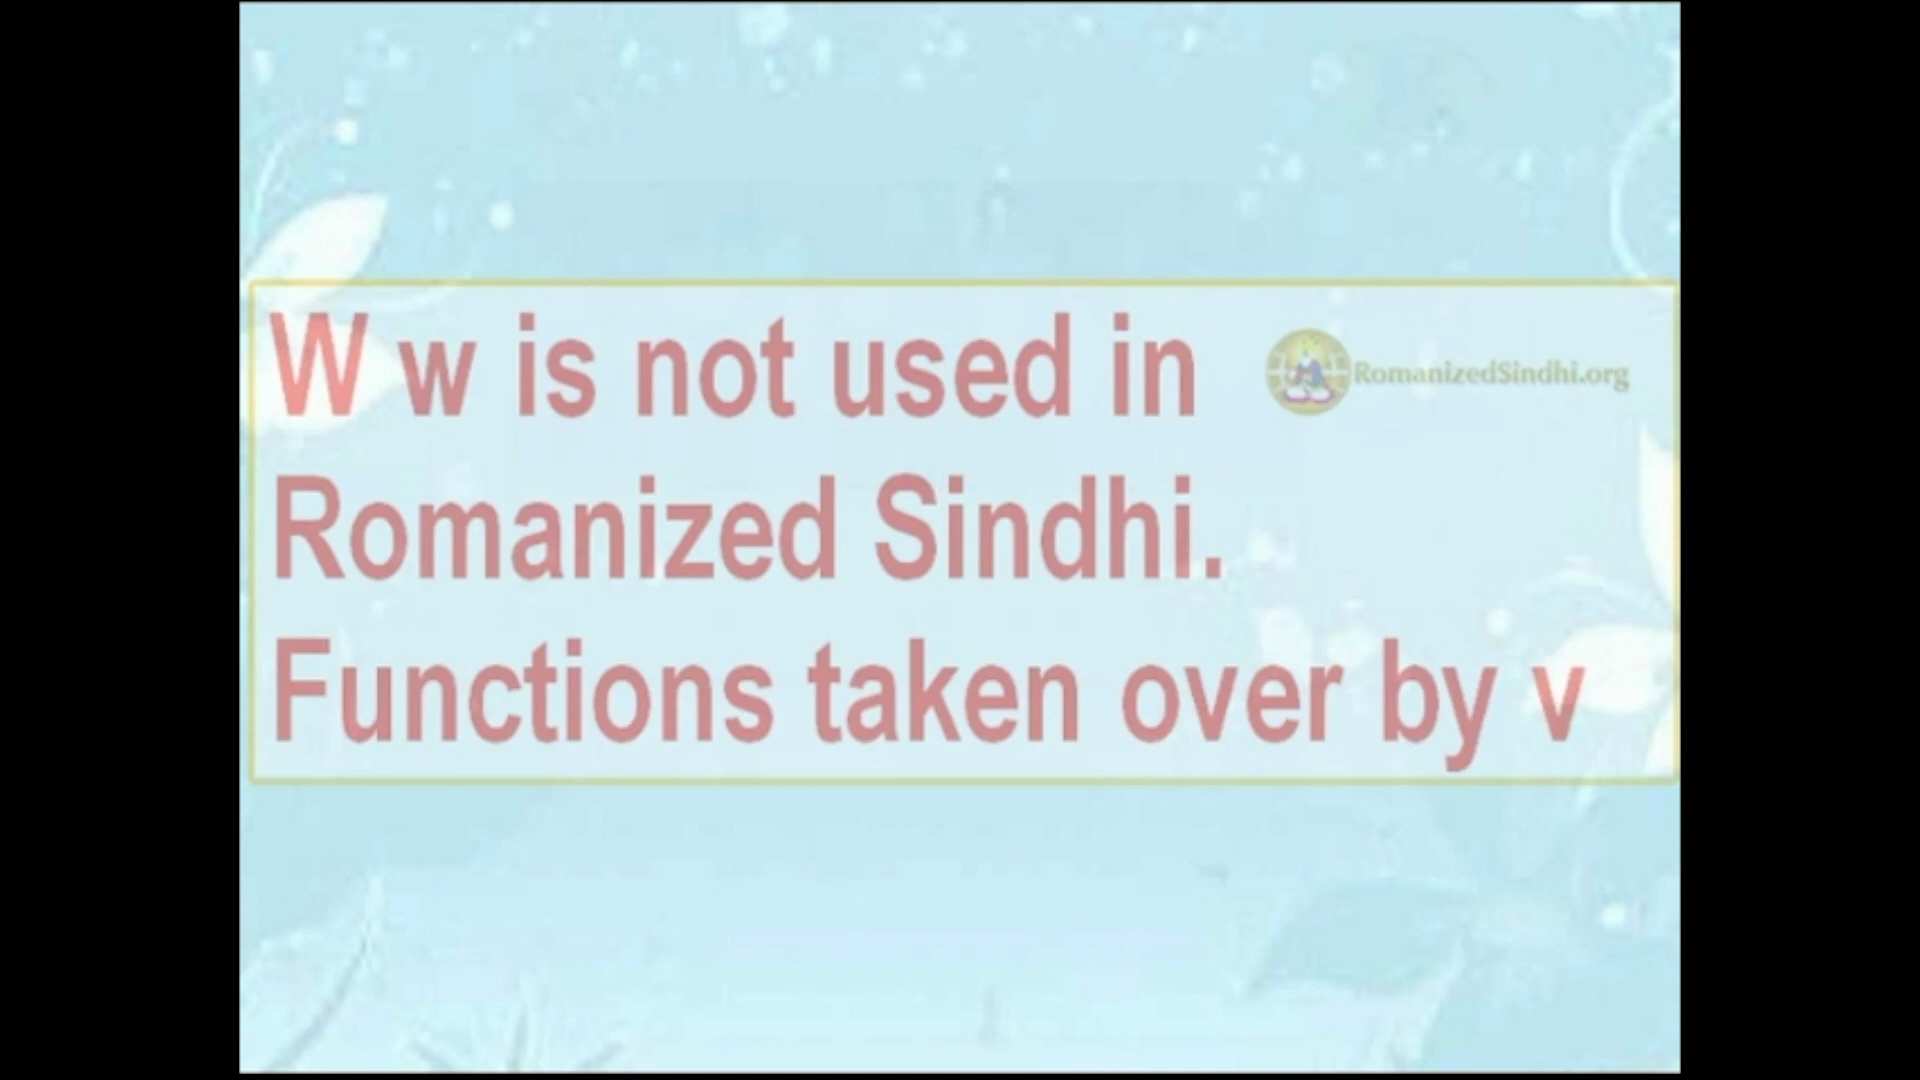 W w is not used in
RomanizedSindhi.org
Romanized Sindhi.
Functions taken over by v